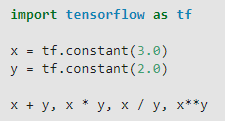 import tensorflow as tf
x = tf.constant(3.0)
y = tf.constant(2.0)
x + y, x * y, x / y, x**y